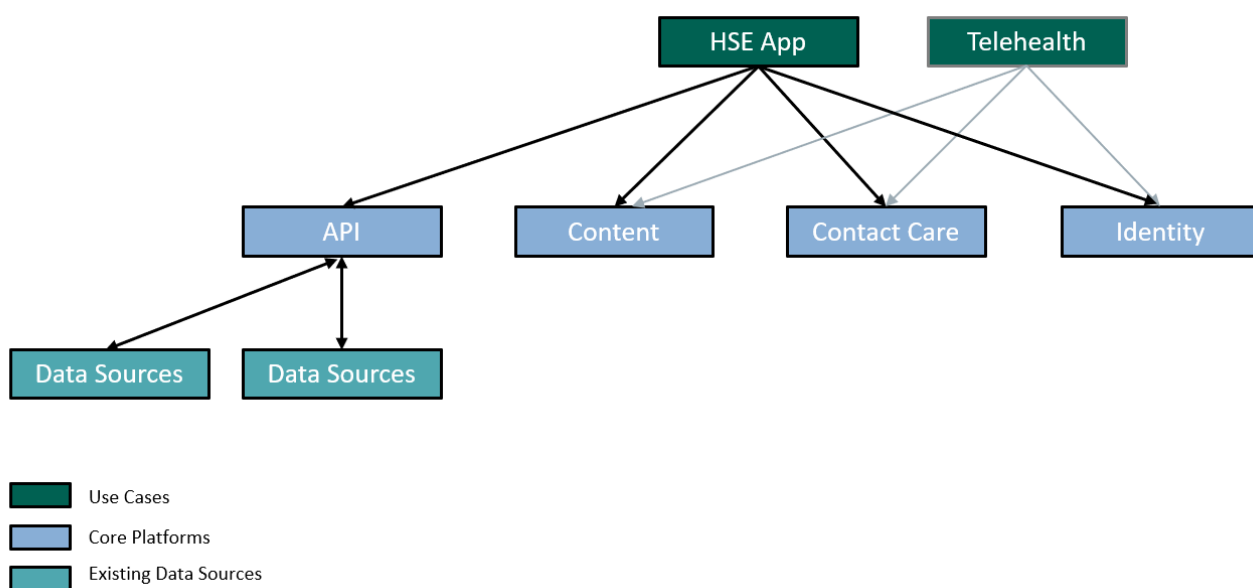 HSE App
Telehealth
API
Content
Contact Care
Identity
Data Sources
Data Sources
Use Cases
Core Platforms
Existing Data Sources